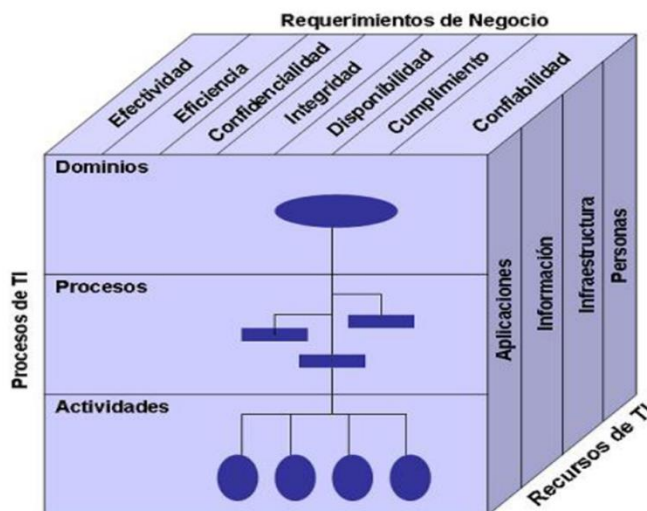 Requerimientos de Negocio
Efectividad
Eficiencia
Confidencialidad
Integridad
Disponibilidad
Cumplimiento
Confiabilidad
Dominios
Procesos
Actividades
Procesos de TI
Aplicaciones
Información
Infraestructura
Personas
Recursos de TI